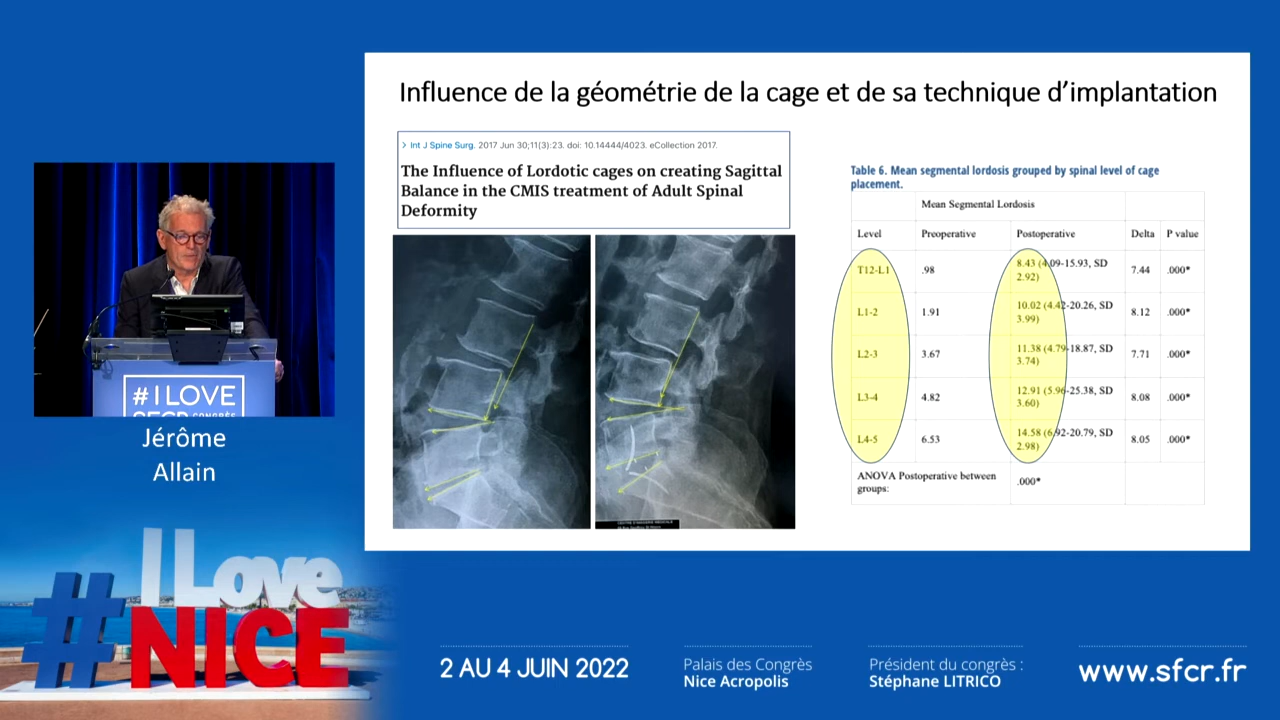 Influence de la géométrie de la cage et de sa technique d’implantation
> Int J Spine Surg. 2017 Jun 30;11(3):23. doi: 10.14444/4023. eCollection 2017.
The Influence of Lordotic cages on creating Sagittal
Balance in the CMIS treatment of Adult Spinal
Deformity
Table 6. Mean segmental lordosis grouped by spinal level of cage
placement.
Mean Segmental Lordosis
Level Preoperative Postoperative Delta P value
T12-L1 .98 8.43 (4.09-15.93, SD 2.92) 7.44 .000*
L1-2 1.91 10.02 (4.42-20.26, SD 3.99) 8.12 .000*
L2-3 3.67 11.38 (4.79-18.87, SD 3.74) 7.71 .000*
L3-4 4.82 12.91 (5.96-25.38, SD 3.60) 8.08 .000*
L4-5 6.53 14.58 (6.92-20.79, SD 2.98) 8.05 .000*
ANOVA Postoperative between groups: .000*
#I LOVE
SFCR CONGRÈS
Jérôme
Allain
# I Love
NICE
2 AU 4 JUIN 2022
Palais des Congrès
Nice Acropolis
Président du congrès :
Stéphane LITRICO
www.sfcr.fr